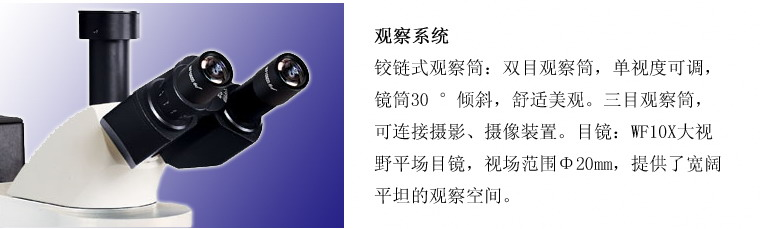 观察系统
铰链式观察筒：双目观察筒，单视度可调，
镜筒30 °倾斜，舒适美观。三目观察筒，
可连接摄影、摄像装置。目镜：WF10X大视
野平场目镜，视场范围Φ20mm，提供了宽阔
平坦的观察空间。